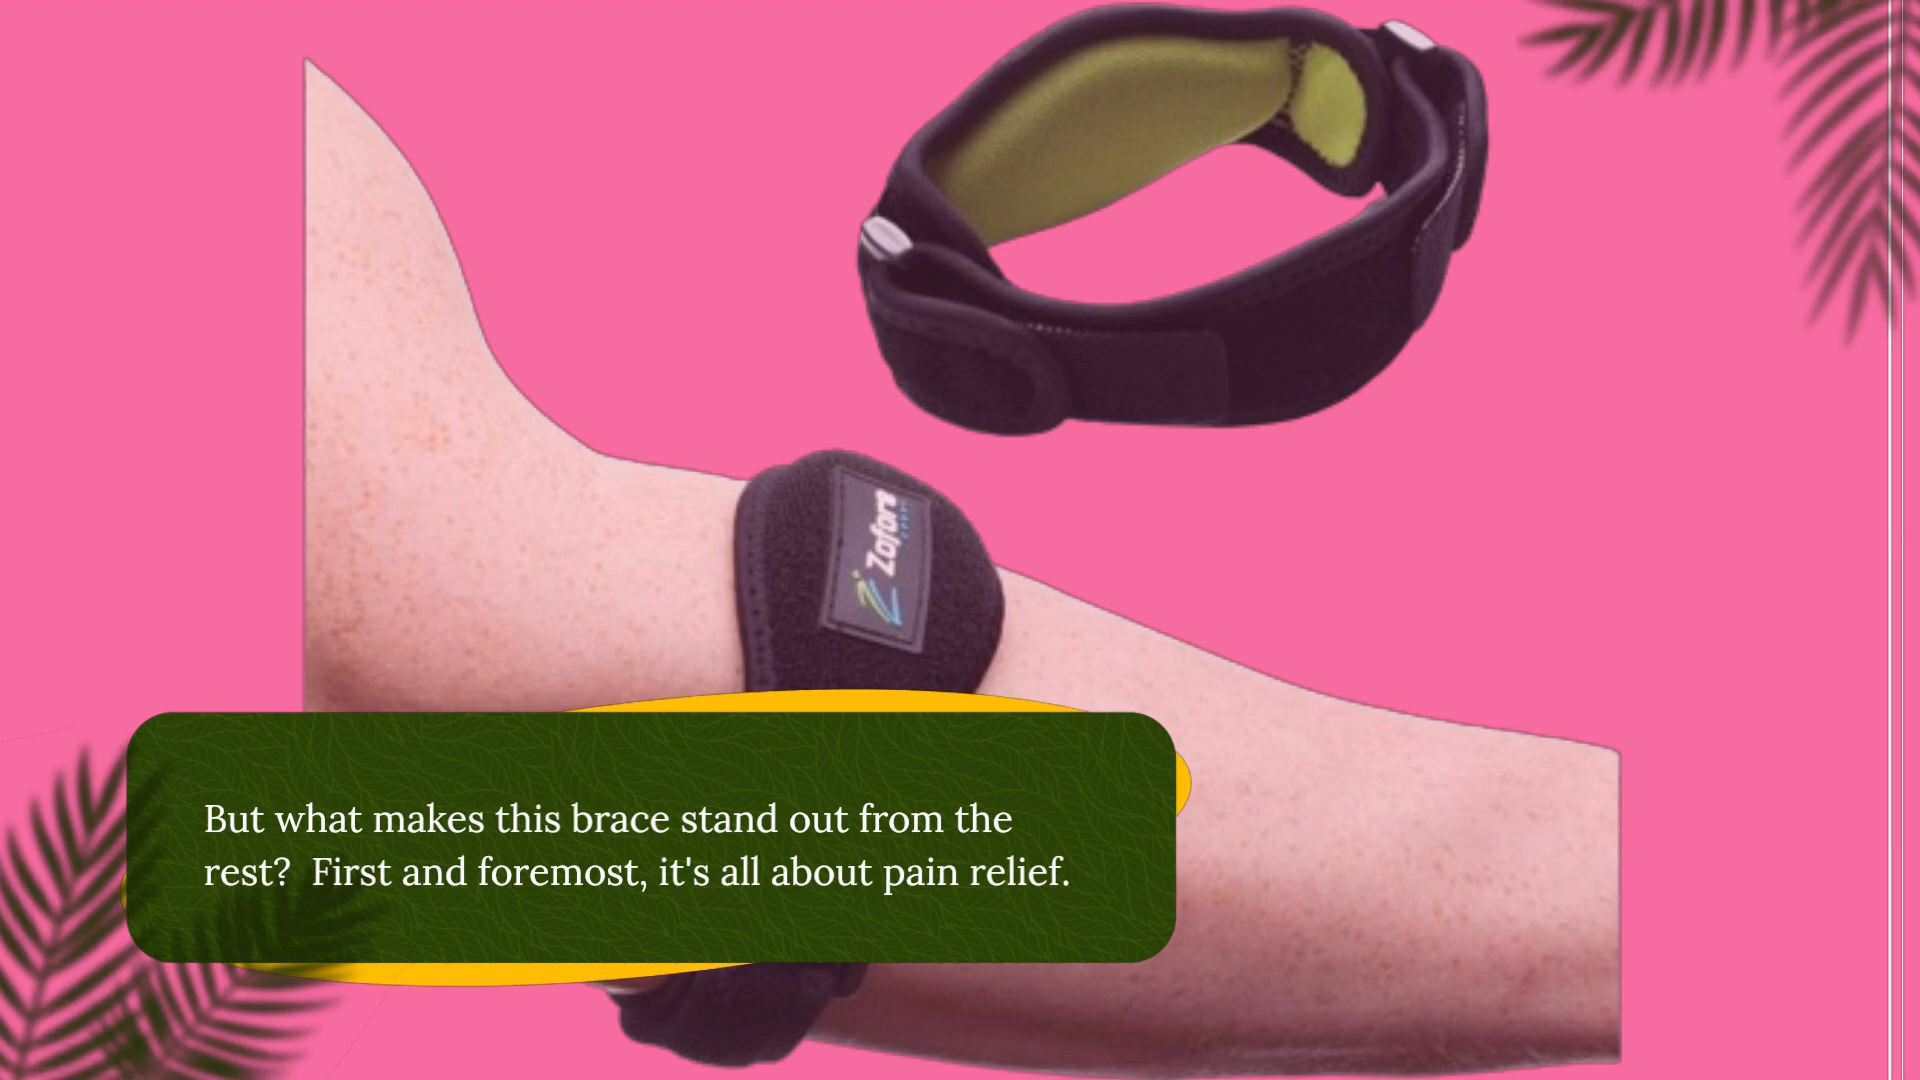 Zofore
But what makes this brace stand out from the
rest?  First and foremost, it's all about pain relief.